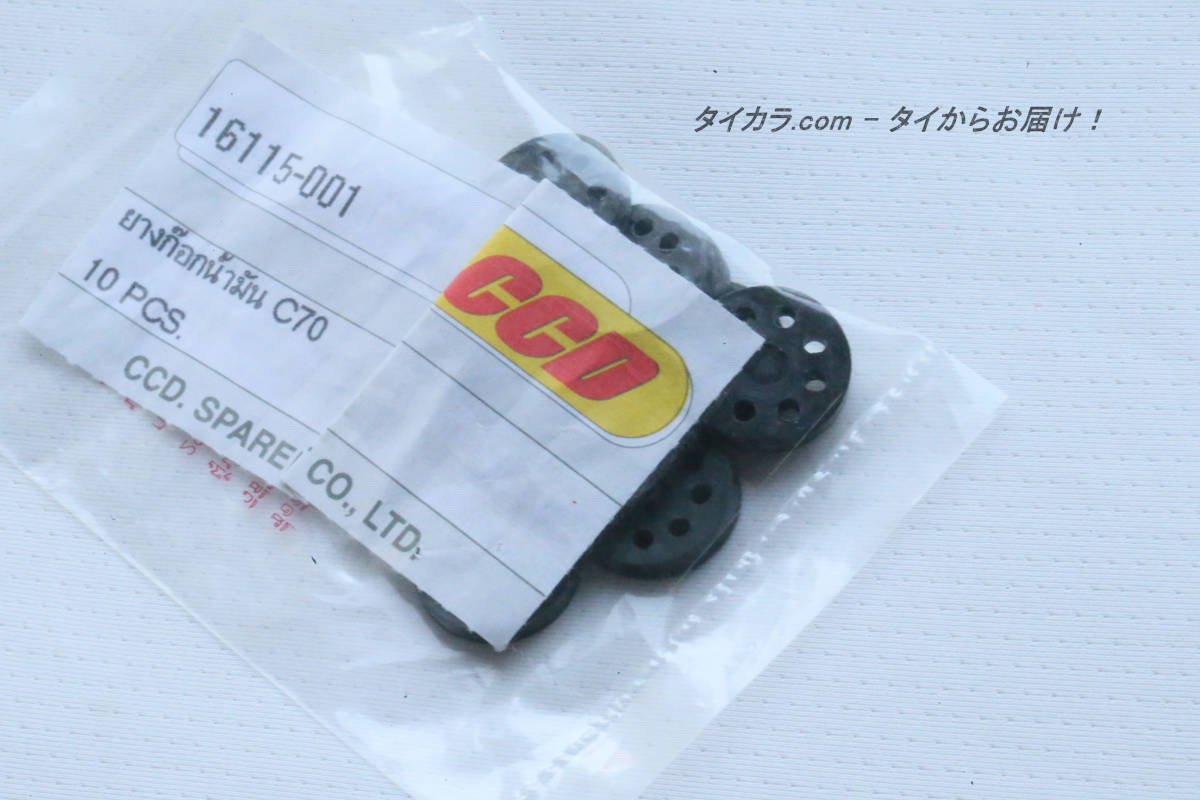 タイカラ.com - タイからお届け！
16115-001
CCD
ยางก๊อกน้ำมัน C70
10 PCS.
CCD. SPARE CO., LTD.